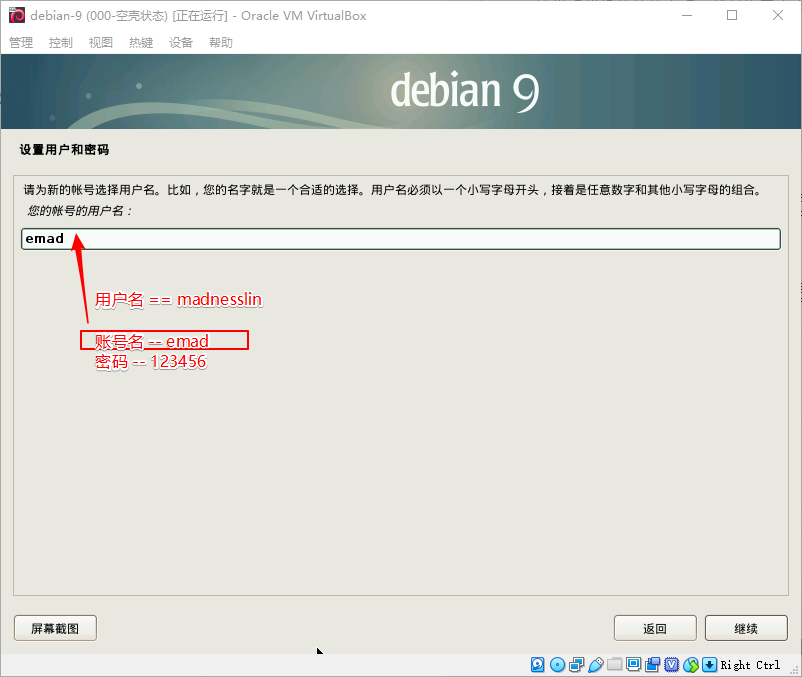 debian-9 (000-空壳状态) [正在运行] - Oracle VM VirtualBox
管理 控制 视图 热键 设备 帮助
debian 9
设置用户和密码
请为新的帐号选择用户名。比如，您的名字就是一个合适的选择。用户名必须以一个小写字母开头，接着是任意数字和其他小写字母的组合。
您的帐号的用户名：
emad
用户名 == madnesslin
账号名 -- emad
密码 -- 123456
屏幕截图 返回 继续
Right Ctrl